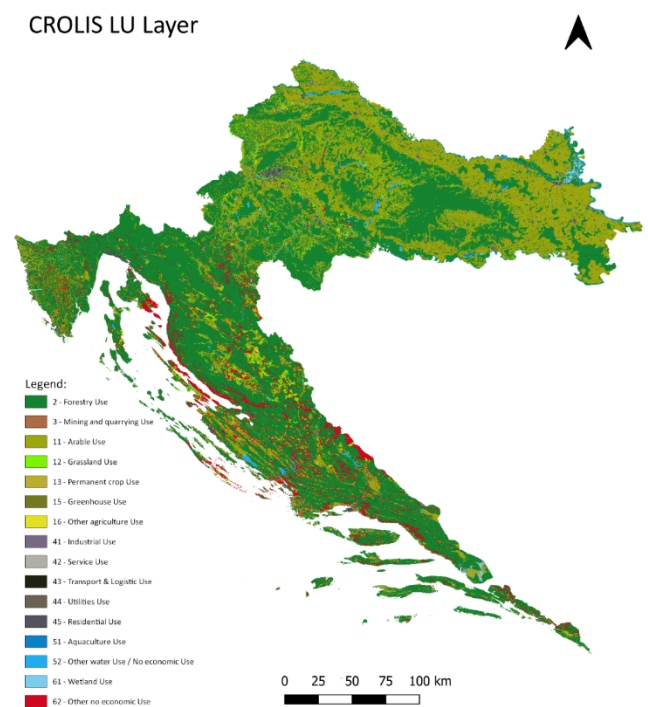 CROLIS LU Layer
Legend:
2 - Forestry Use
3 - Mining and quarrying Use
11 - Arable Use
12 - Grassland Use
13 - Permanent crop Use
15 - Greenhouse Use
16 - Other agriculture Use
41 - Industrial Use
42 - Service Use
43 - Transport & Logistic Use
44 - Utilities Use
45 - Residential Use
51 - Aquaculture Use
52 - Other water Use / No economic Use
61 - Wetland Use
62 - Other no economic Use
0 25 50 75 100 km